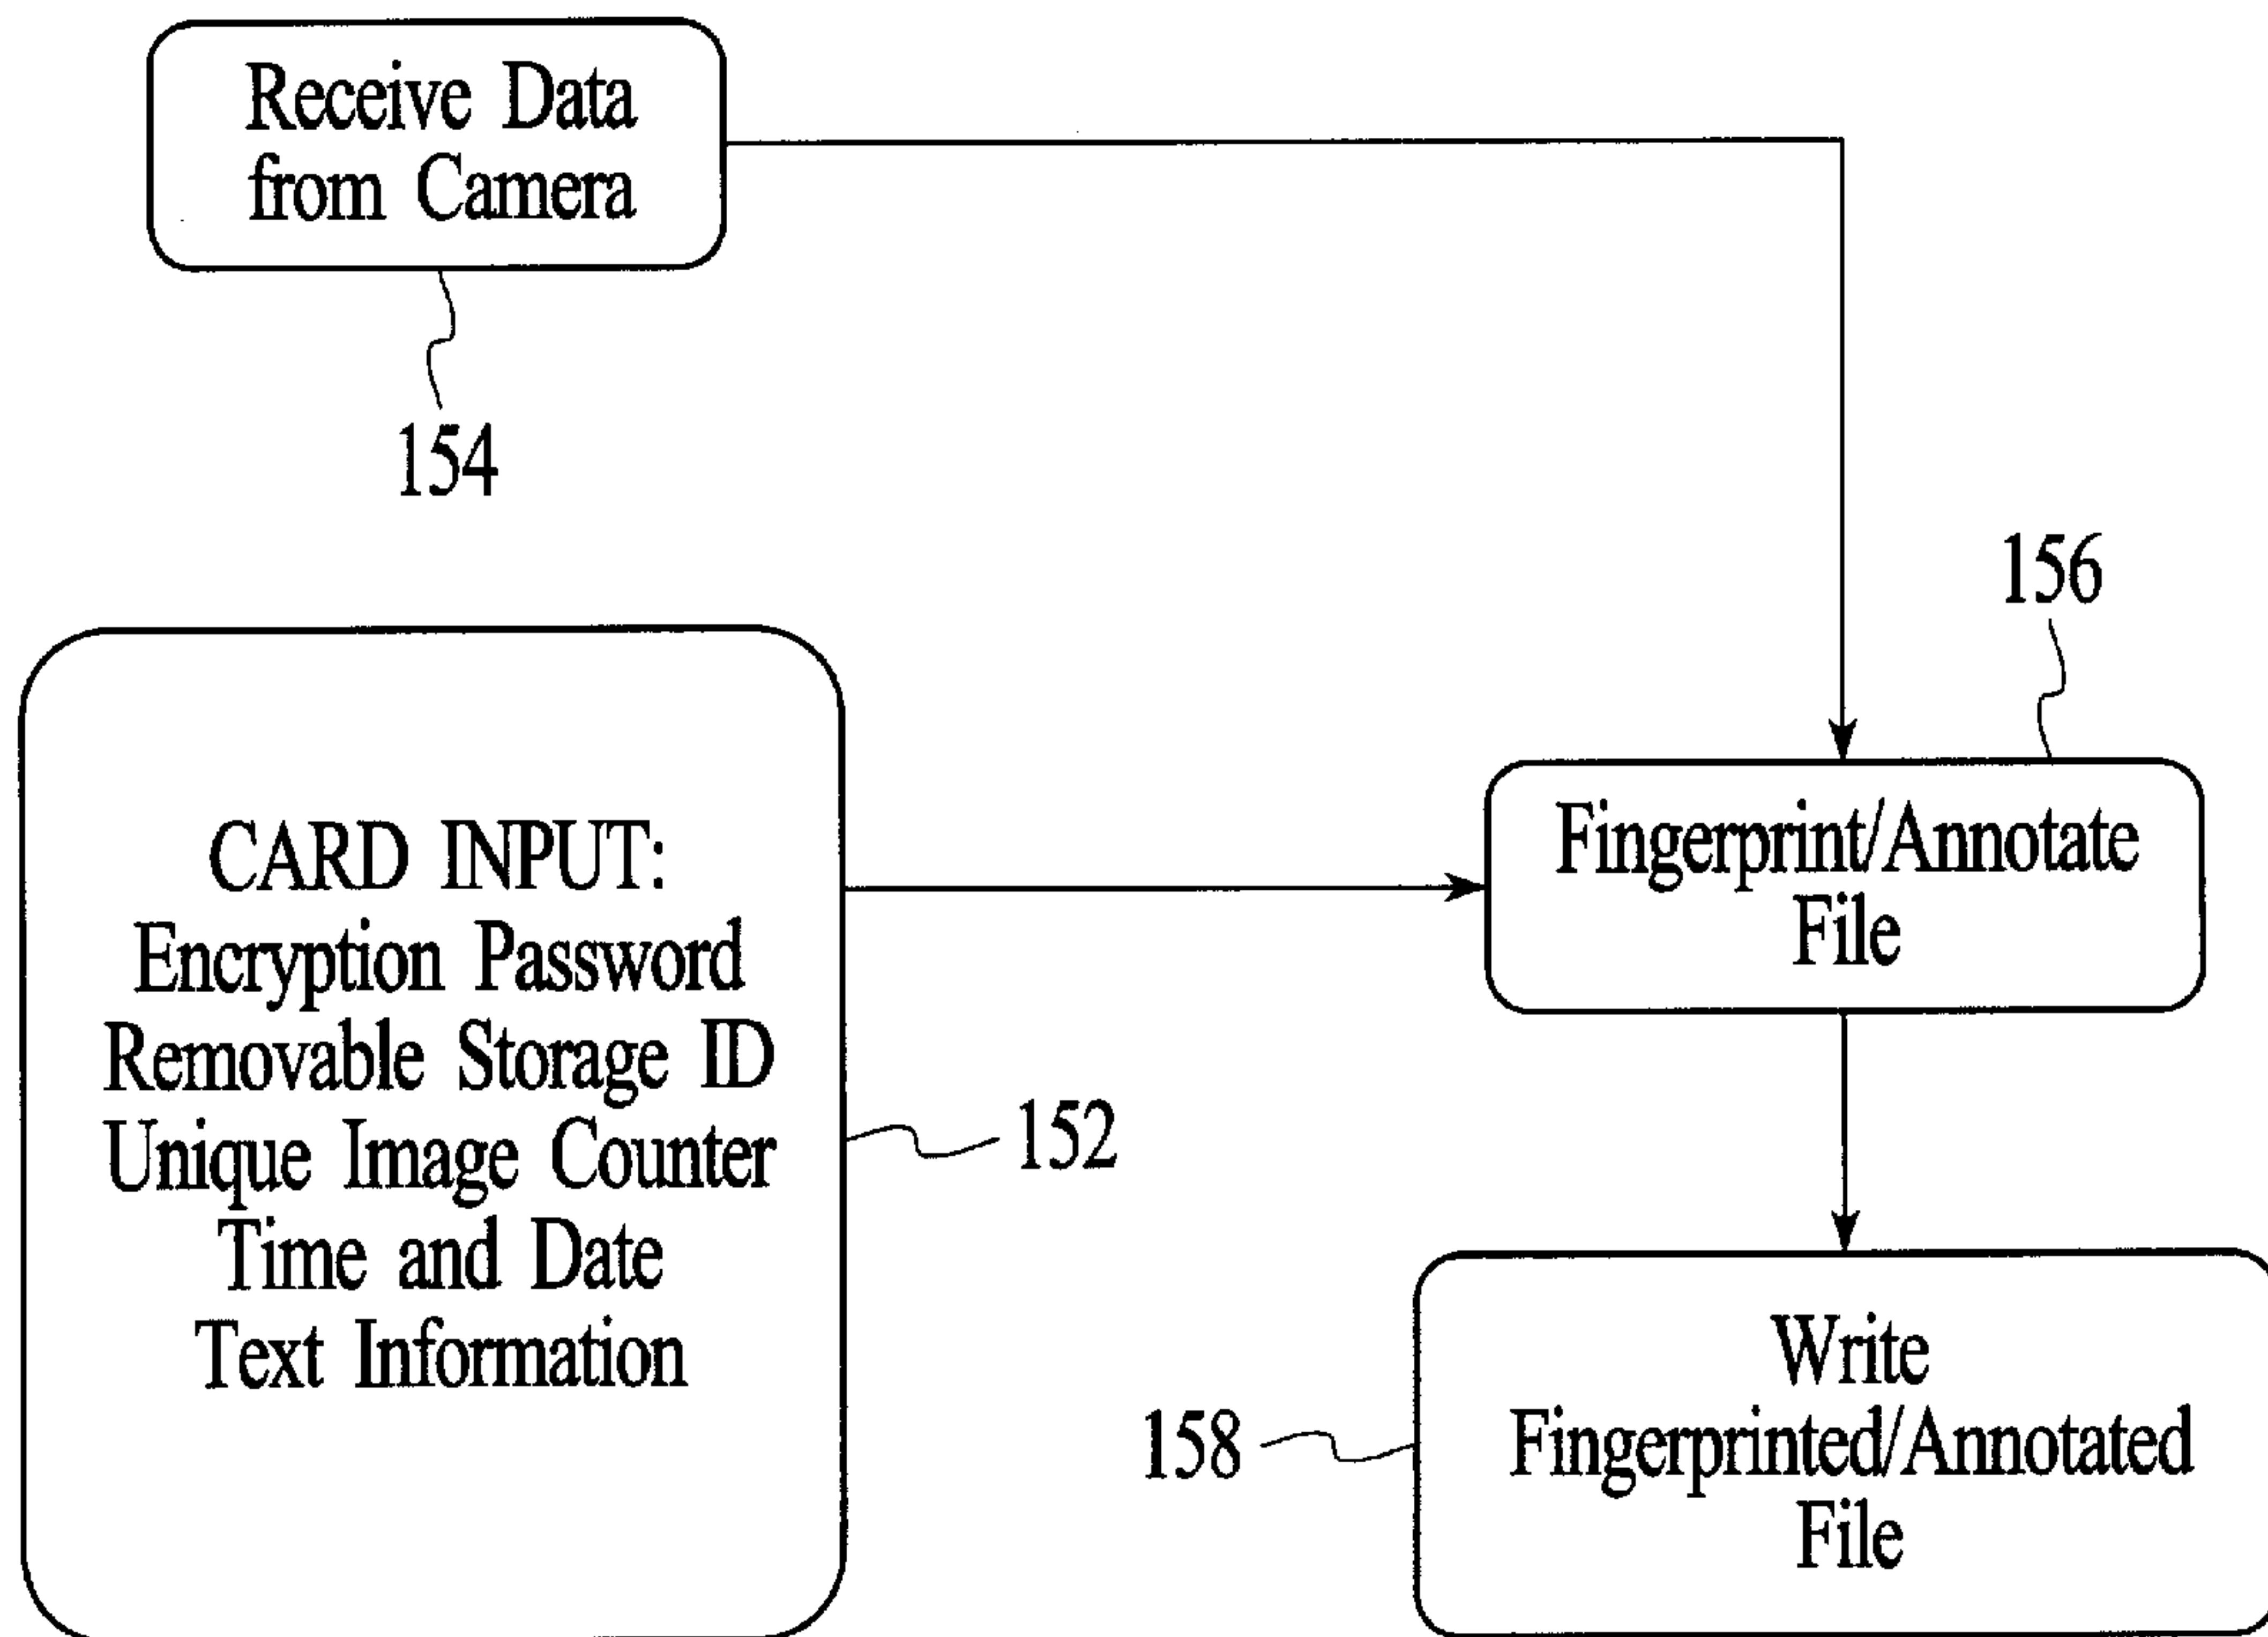 Receive Data
from Camera
154
156
CARD INPUT:
Encryption Password
Removable Storage ID
Unique Image Counter
Time and Date
Text Information
152
Fingerprint/Annotate
File
158
Write
Fingerprinted/Annotated
File